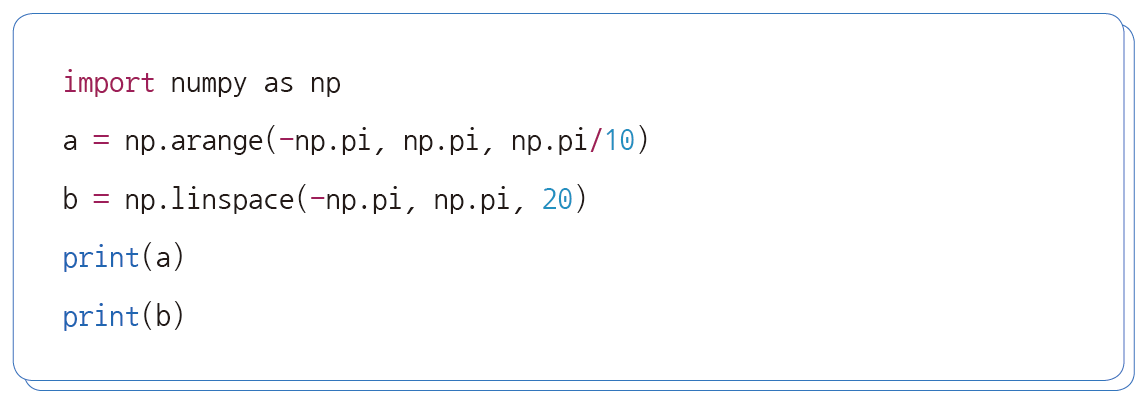 import numpy as np
a = np.arange(-np.pi, np.pi, np.pi/10)
b = np.linspace(-np.pi, np.pi, 20)
print(a)
print(b)